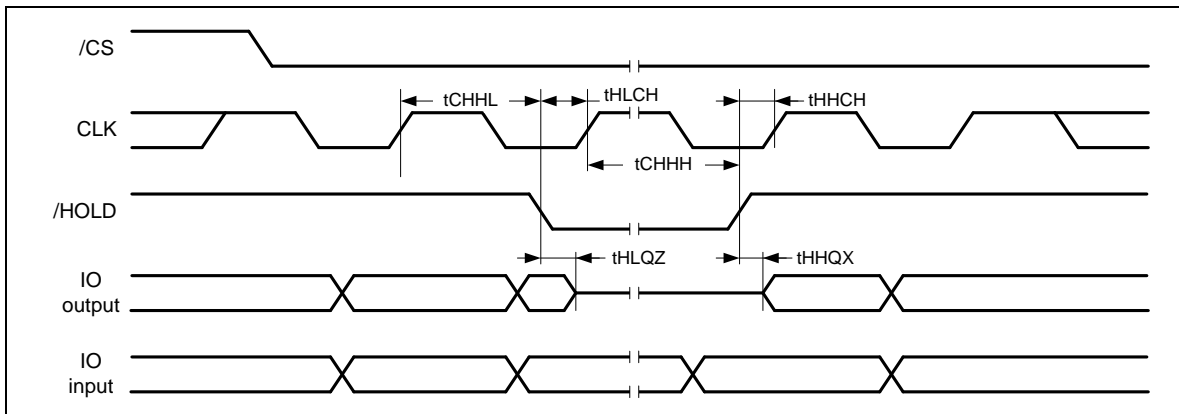 /CS
tCHHL
tHLCH
tHHCH
CLK
tCHHH
/HOLD
tHLQZ
tHHQX
IO
output
IO
input